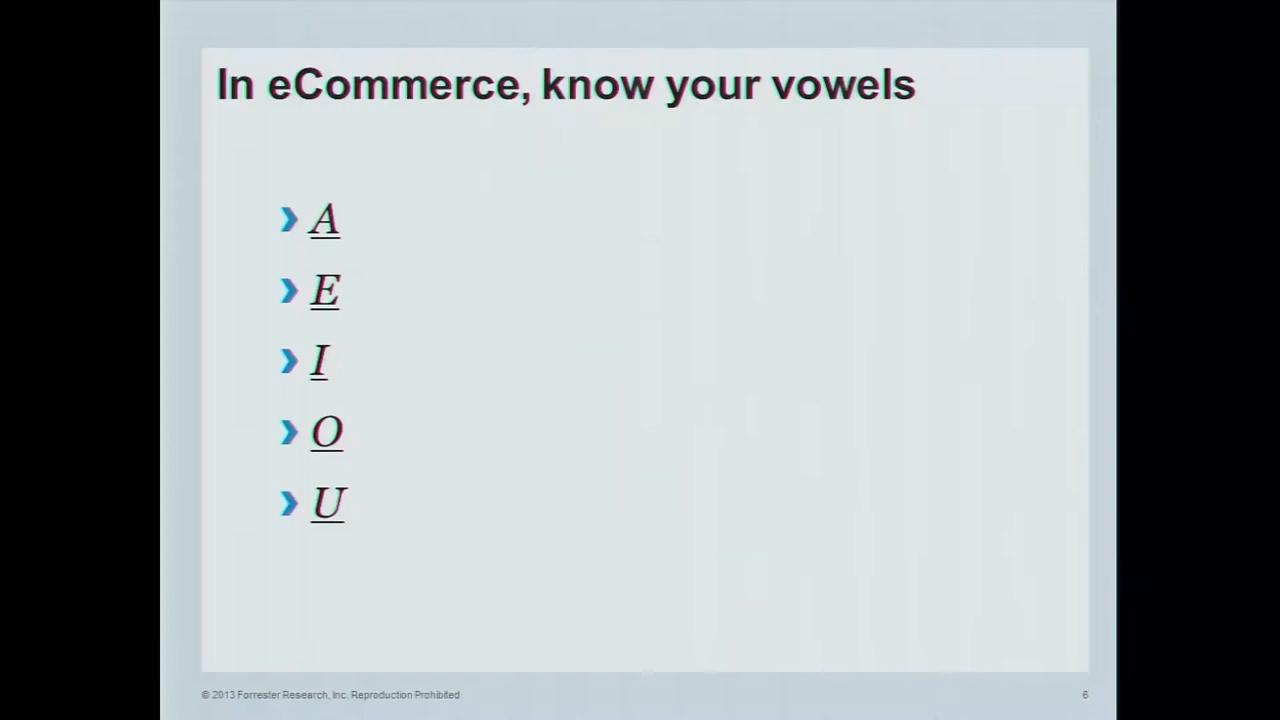 In eCommerce, know your vowels
A
E
I
O
U
© 2013 Forrester Research, Inc. Reproduction Prohibited
6